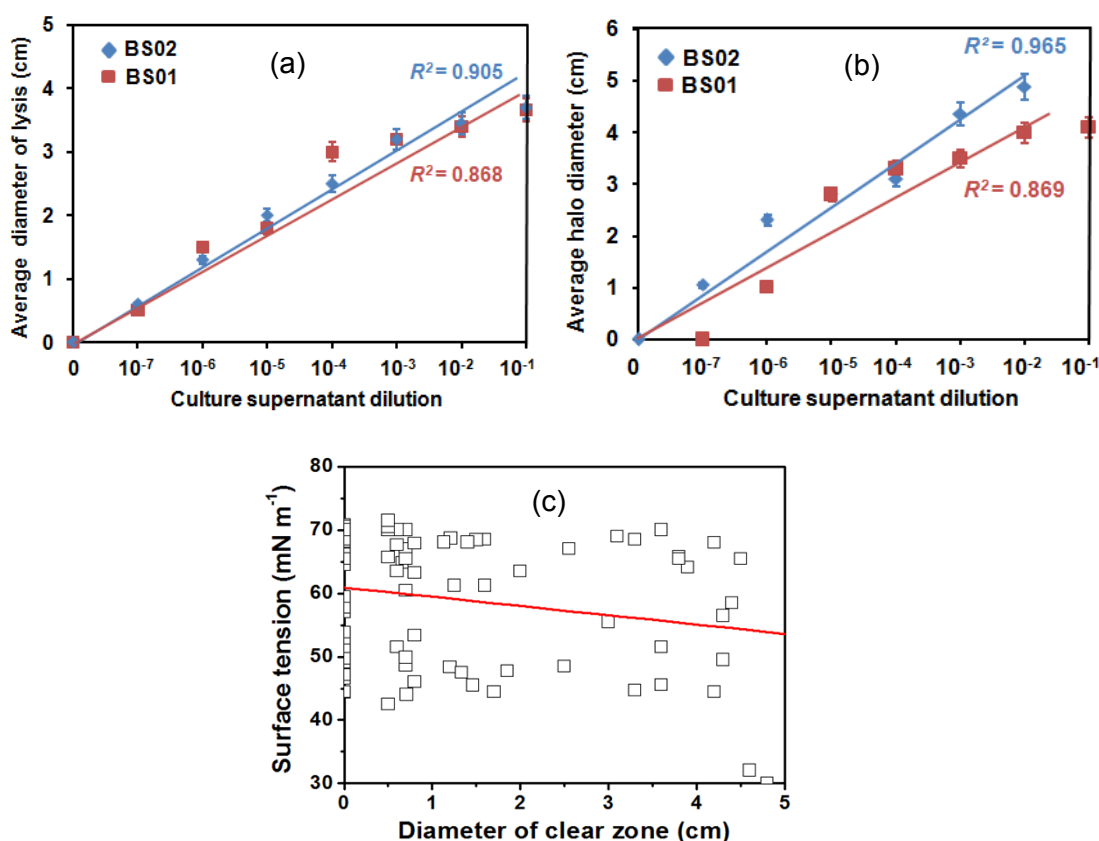 (a)
BS02
BS01
R² = 0.905
R² = 0.868
Average diameter of lysis (cm)
5
4
3
2
1
0
0 10⁻⁷ 10⁻⁶ 10⁻⁵ 10⁻⁴ 10⁻³ 10⁻² 10⁻¹
Culture supernatant dilution
(b)
BS02
BS01
R² = 0.965
R² = 0.869
Average halo diameter (cm)
6
5
4
3
2
1
0
0 10⁻⁷ 10⁻⁶ 10⁻⁵ 10⁻⁴ 10⁻³ 10⁻² 10⁻¹
Culture supernatant dilution
(c)
Surface tension (mN m⁻¹)
80
70
60
50
40
30
0 1 2 3 4 5
Diameter of clear zone (cm)